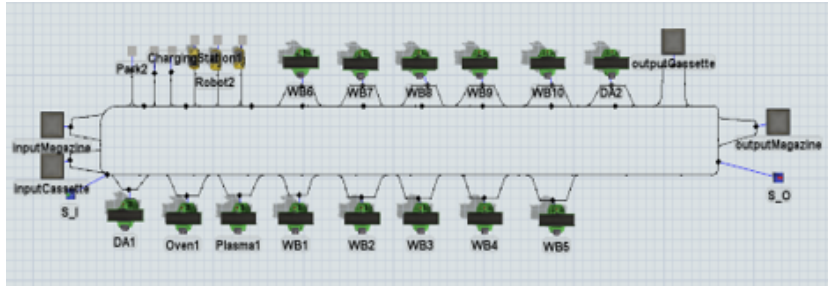 Park2
ChargingStation1
Robot2
WB6
WB7
WB8
WB9
WB10
DA2
outputCassette
inputMagazine
outputMagazine
inputCassette
S_I
S_O
DA1
Oven1
Plasma1
WB1
WB2
WB3
WB4
WB5